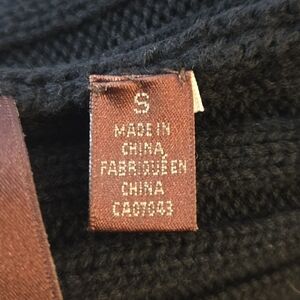 S
MADE IN
CHINA
FABRIQUÉ EN
CHINA
CA07043